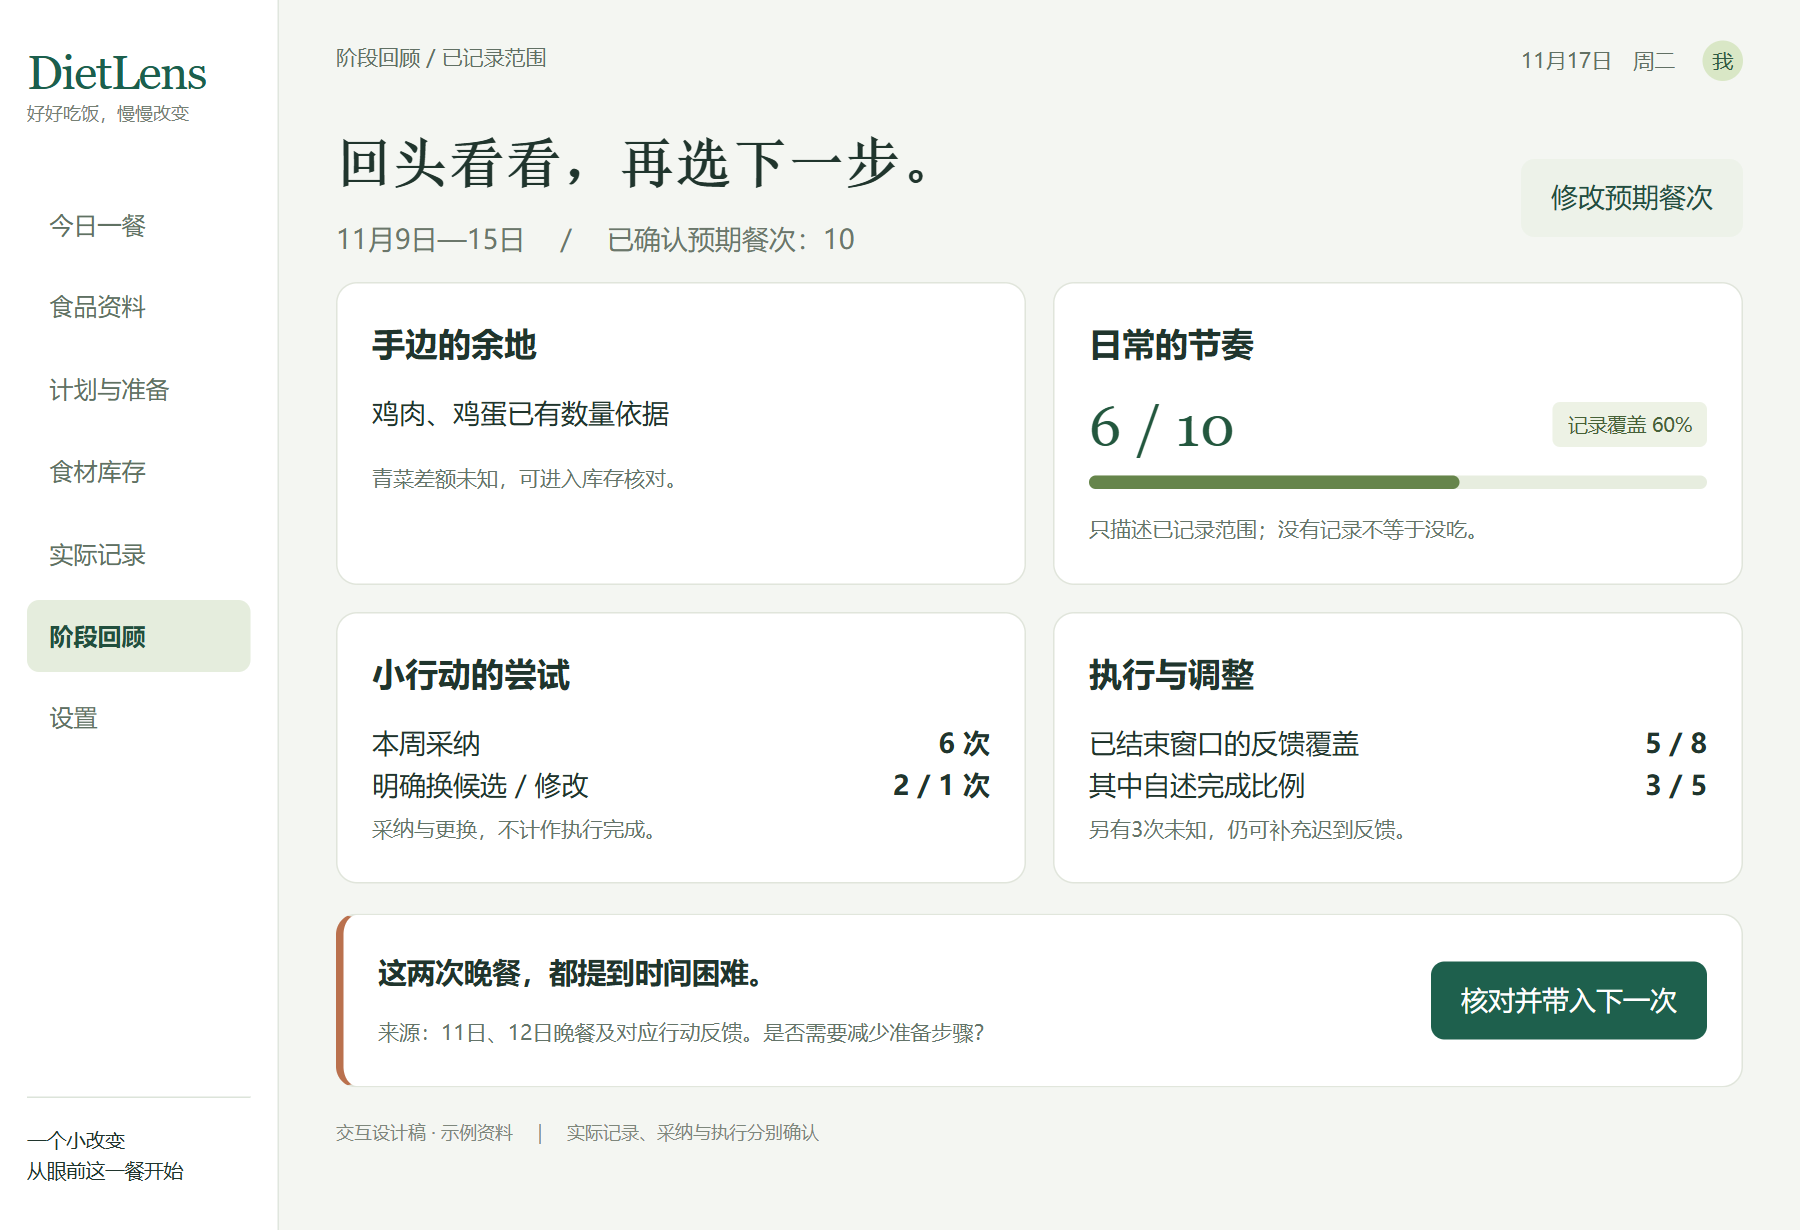 DietLens
好好吃饭，慢慢改变
今日一餐
食品资料
计划与准备
食材库存
实际记录
阶段回顾
设置
一个小改变
从眼前这一餐开始
阶段回顾 / 已记录范围
11月17日 周二 我
回头看看，再选下一步。
11月9日—15日 / 已确认预期餐次：10
修改预期餐次
手边的余地
鸡肉、鸡蛋已有数量依据
青菜差额未知，可进入库存核对。
日常的节奏
6 / 10
记录覆盖 60%
只描述已记录范围；没有记录不等于没吃。
小行动的尝试
本周采纳 6 次
明确换候选 / 修改 2 / 1 次
采纳与更换，不计作执行完成。
执行与调整
已结束窗口的反馈覆盖 5 / 8
其中自述完成比例 3 / 5
另有3次未知，仍可补充迟到反馈。
这两次晚餐，都提到时间困难。
来源：11日、12日晚餐及对应行动反馈。是否需要减少准备步骤？
核对并带入下一次
交互设计稿 · 示例资料 | 实际记录、采纳与执行分别确认